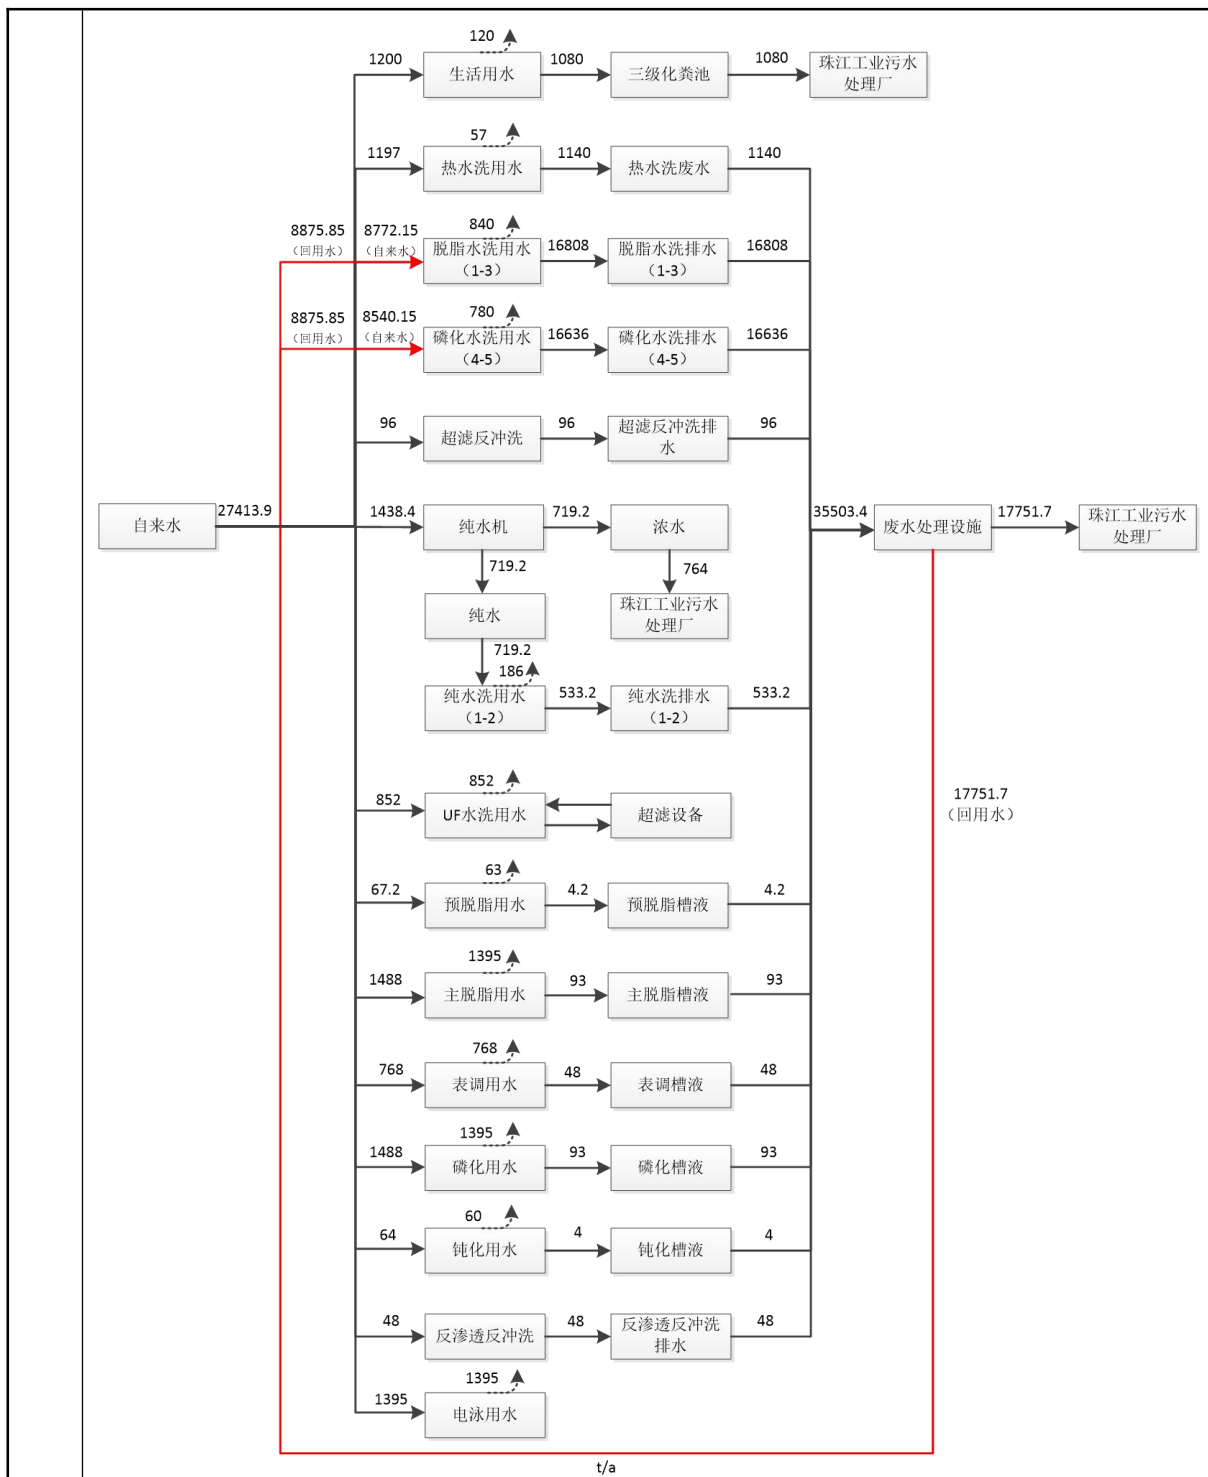 120
1200
生活用水
1080
三级化粪池
1080
珠江工业污水
处理厂
57
1197
热水洗用水
1140
热水洗废水
1140
8875.85
（回用水）
8772.15
（自来水）
840
脱脂水洗用水
（1-3）
16808
脱脂水洗排水
（1-3）
16808
8875.85
（回用水）
8540.15
（自来水）
780
磷化水洗用水
（4-5）
16636
磷化水洗排水
（4-5）
16636
96
超滤反冲洗
96
超滤反冲洗排
水
96
自来水
27413.9
1438.4
纯水机
719.2
浓水
35503.4
废水处理设施
17751.7
珠江工业污水
处理厂
719.2
764
纯水
珠江工业污水
处理厂
719.2
186
纯水洗用水
（1-2）
533.2
纯水洗排水
（1-2）
533.2
852
852
UF水洗用水
超滤设备
17751.7
（回用水）
63
67.2
预脱脂用水
4.2
预脱脂槽液
4.2
1395
1488
主脱脂用水
93
主脱脂槽液
93
768
768
表调用水
48
表调槽液
48
1395
1488
磷化用水
93
磷化槽液
93
60
64
钝化用水
4
钝化槽液
4
48
反渗透反冲洗
48
反渗透反冲洗
排水
48
1395
1395
电泳用水
t/a